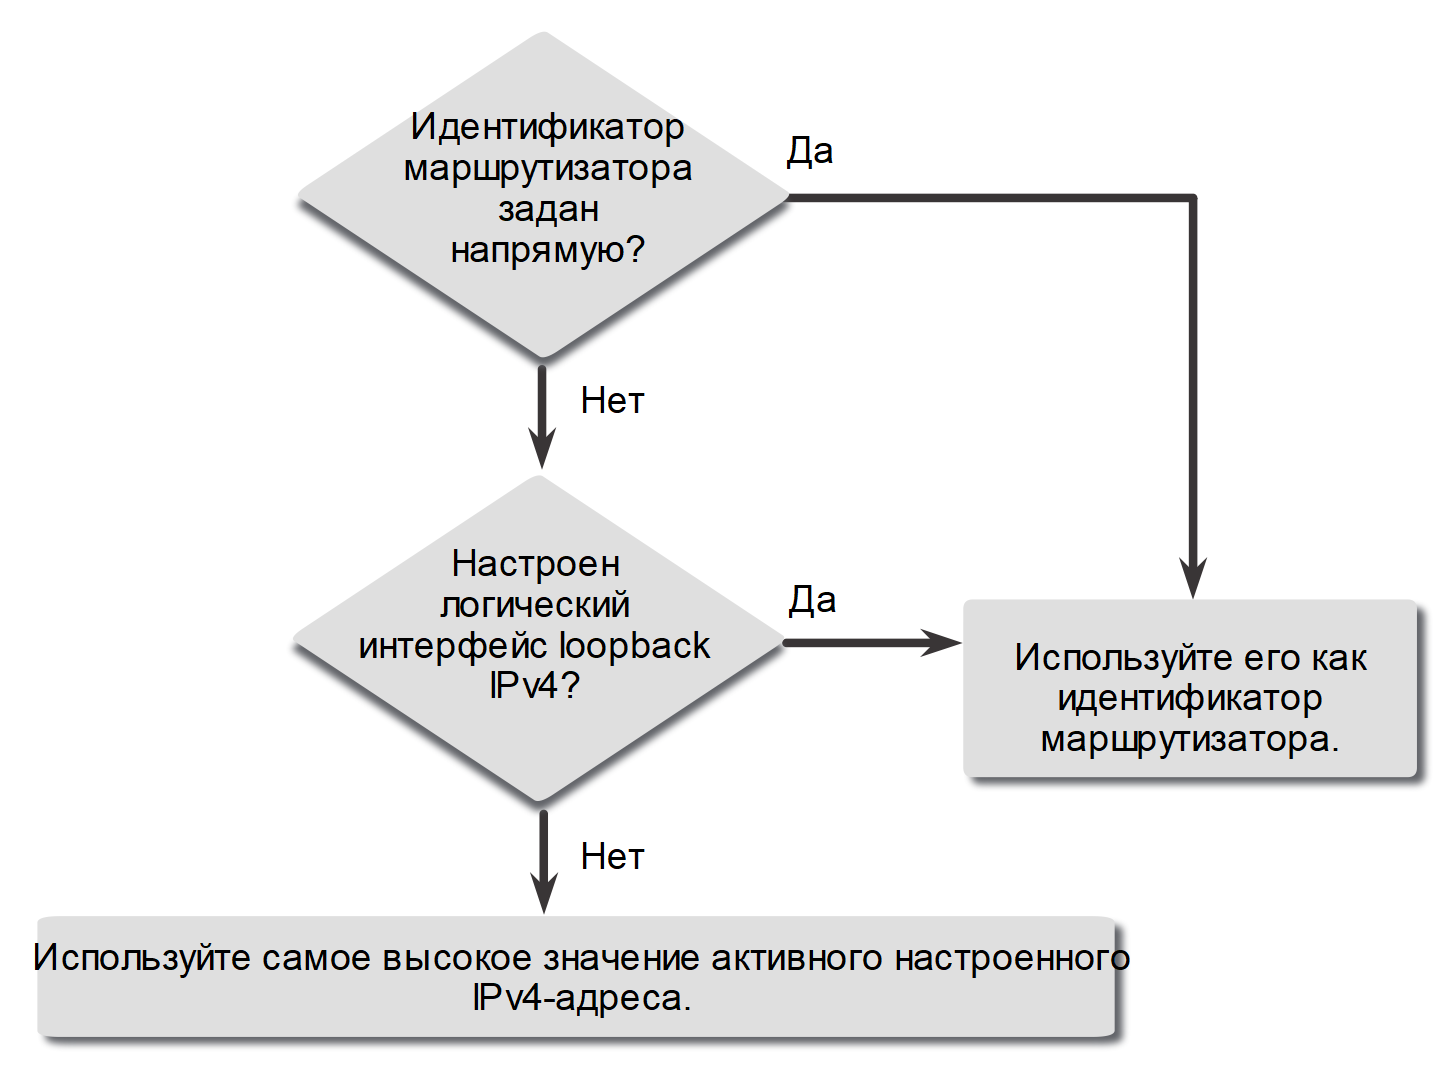 Идентификатор
маршрутизатора
задан
напрямую?
Да
Нет
Настроен
логический
интерфейс loopback
IPv4?
Да
Используйте его как
идентификатор
маршрутизатора.
Нет
Используйте самое высокое значение активного настроенного
IPv4-адреса.